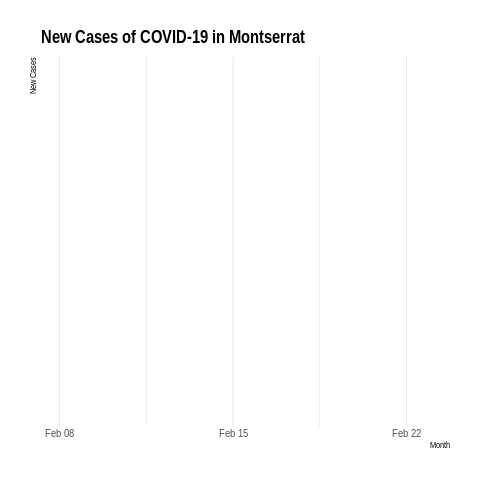 New Cases of COVID-19 in Montserrat
New Cases
Feb 08
Feb 15
Feb 22
Month